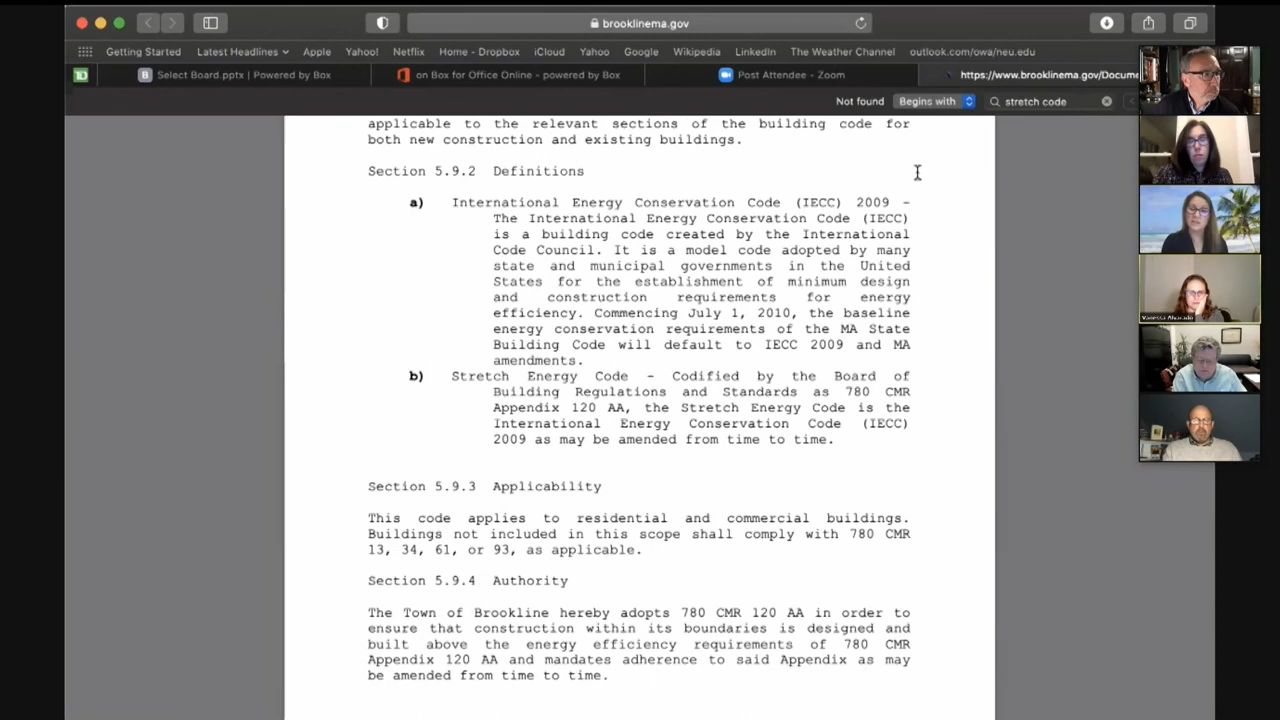 brooklinema.gov
Getting Started Latest Headlines Apple Yahoo! Netflix Home - Dropbox iCloud Yahoo Google Wikipedia LinkedIn The Weather Channel outlook.com/owa/neu.edu
TD B Select Board.pptx | Powered by Box on Box for Office Online - powered by Box Post Attendee - Zoom https://www.brooklinema.gov/Docume
Not found Begins with stretch code
applicable to the relevant sections of the building code for
both new construction and existing buildings.
Section 5.9.2 Definitions
a) International Energy Conservation Code (IECC) 2009 -
The International Energy Conservation Code (IECC)
is a building code created by the International
Code Council. It is a model code adopted by many
state and municipal governments in the United
States for the establishment of minimum design
and construction requirements for energy
efficiency. Commencing July 1, 2010, the baseline
energy conservation requirements of the MA State
Building Code will default to IECC 2009 and MA
amendments.
b) Stretch Energy Code - Codified by the Board of
Building Regulations and Standards as 780 CMR
Appendix 120 AA, the Stretch Energy Code is the
International Energy Conservation Code (IECC)
2009 as may be amended from time to time.
Section 5.9.3 Applicability
This code applies to residential and commercial buildings.
Buildings not included in this scope shall comply with 780 CMR
13, 34, 61, or 93, as applicable.
Section 5.9.4 Authority
The Town of Brookline hereby adopts 780 CMR 120 AA in order to
ensure that construction within its boundaries is designed and
built above the energy efficiency requirements of 780 CMR
Appendix 120 AA and mandates adherence to said Appendix as may
be amended from time to time.
Vanessa Alvarado